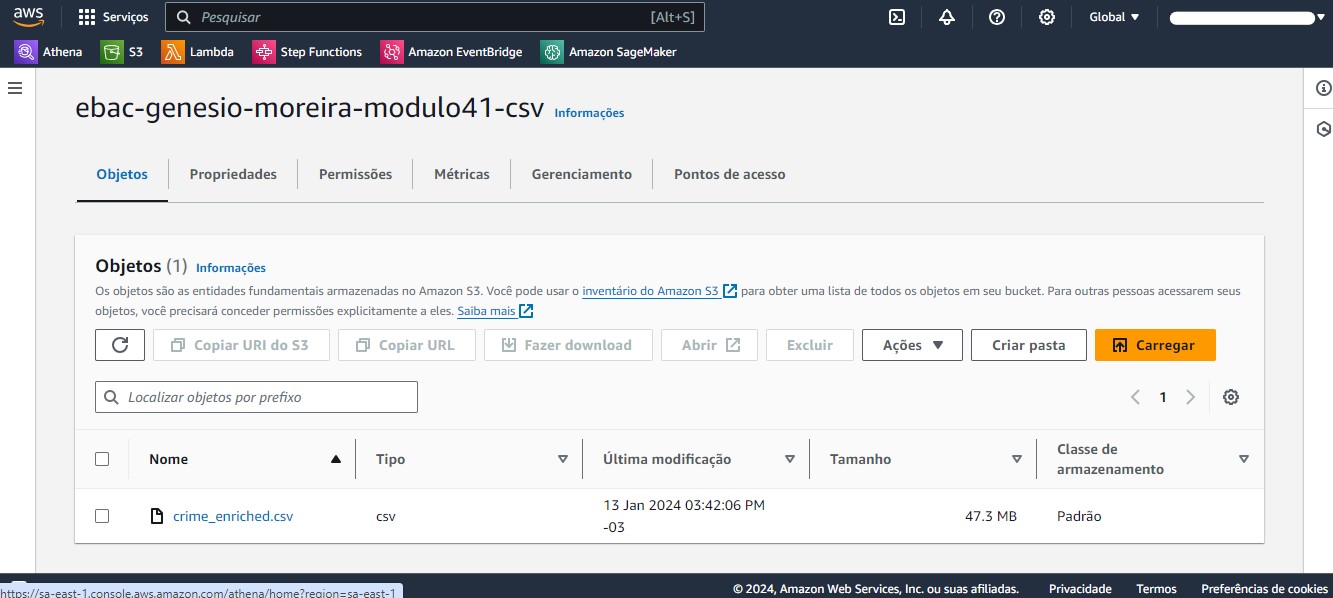 aws Serviços Pesquisar [Alt+S] Global
Athena S3 Lambda Step Functions Amazon EventBridge Amazon SageMaker
ebac-genesio-moreira-modulo41-csv Informações
Objetos Propriedades Permissões Métricas Gerenciamento Pontos de acesso
Objetos (1) Informações
Os objetos são as entidades fundamentais armazenadas no Amazon S3. Você pode usar o inventário do Amazon S3 para obter uma lista de todos os objetos em seu bucket. Para outras pessoas acessarem seus
objetos, você precisará conceder permissões explicitamente a eles. Saiba mais
Copiar URI do S3 Copiar URL Fazer download Abrir Excluir Ações Criar pasta Carregar
Localizar objetos por prefixo 1
Nome Tipo Última modificação Tamanho Classe de
armazenamento
crime_enriched.csv csv 13 Jan 2024 03:42:06 PM 47.3 MB Padrão
-03
© 2024, Amazon Web Services, Inc. ou suas afiliadas. Privacidade Termos Preferências de cookies
https://sa-east-1.console.aws.amazon.com/athena/home?region=sa-east-1